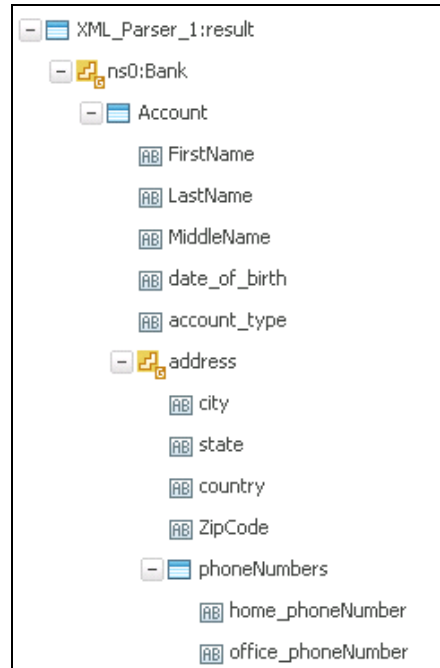 XML_Parser_1:result
ns0:Bank
Account
FirstName
LastName
MiddleName
date_of_birth
account_type
address
city
state
country
ZipCode
phoneNumbers
home_phoneNumber
office_phoneNumber